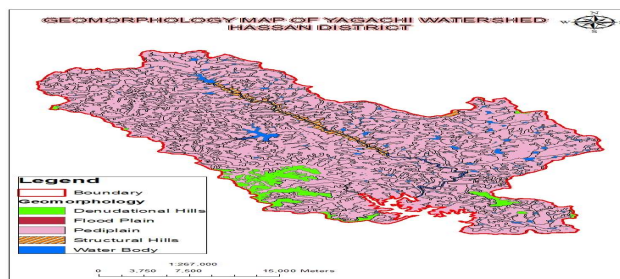 GEOMORPHOLOGY MAP OF YAGACHI WATERSHED
HASSAN DISTRICT
N
W E
S
Legend
Boundary
Geomorphology
Denudational Hills
Flood Plain
Pediplain
Structural Hills
Water Body
1:267,000
0 3,750 7,500 15,000 Meters